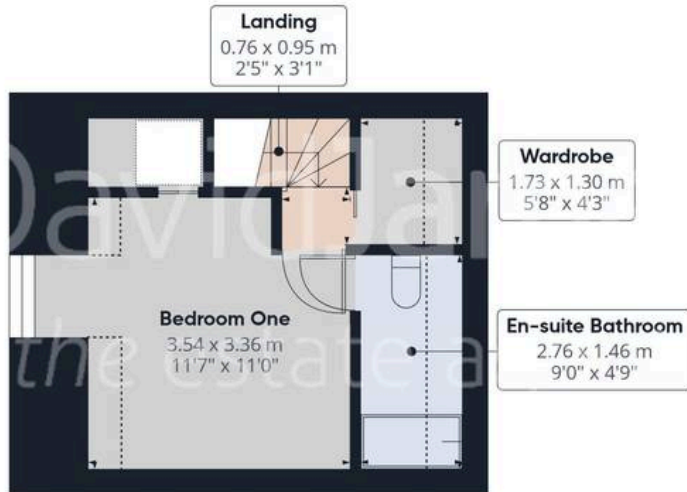 Landing
0.76 x 0.95 m
2'5" x 3'1"
Wardrobe
1.73 x 1.30 m
5'8" x 4'3"
Bedroom One
3.54 x 3.36 m
11'7" x 11'0"
En-suite Bathroom
2.76 x 1.46 m
9'0" x 4'9"
the estate